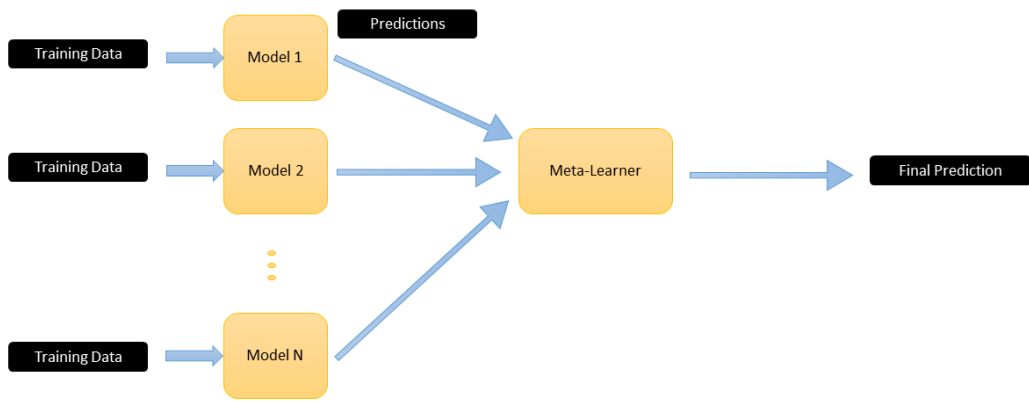 Predictions
Training Data
Model 1
Training Data
Model 2
Meta-Learner
Final Prediction
Training Data
Model N